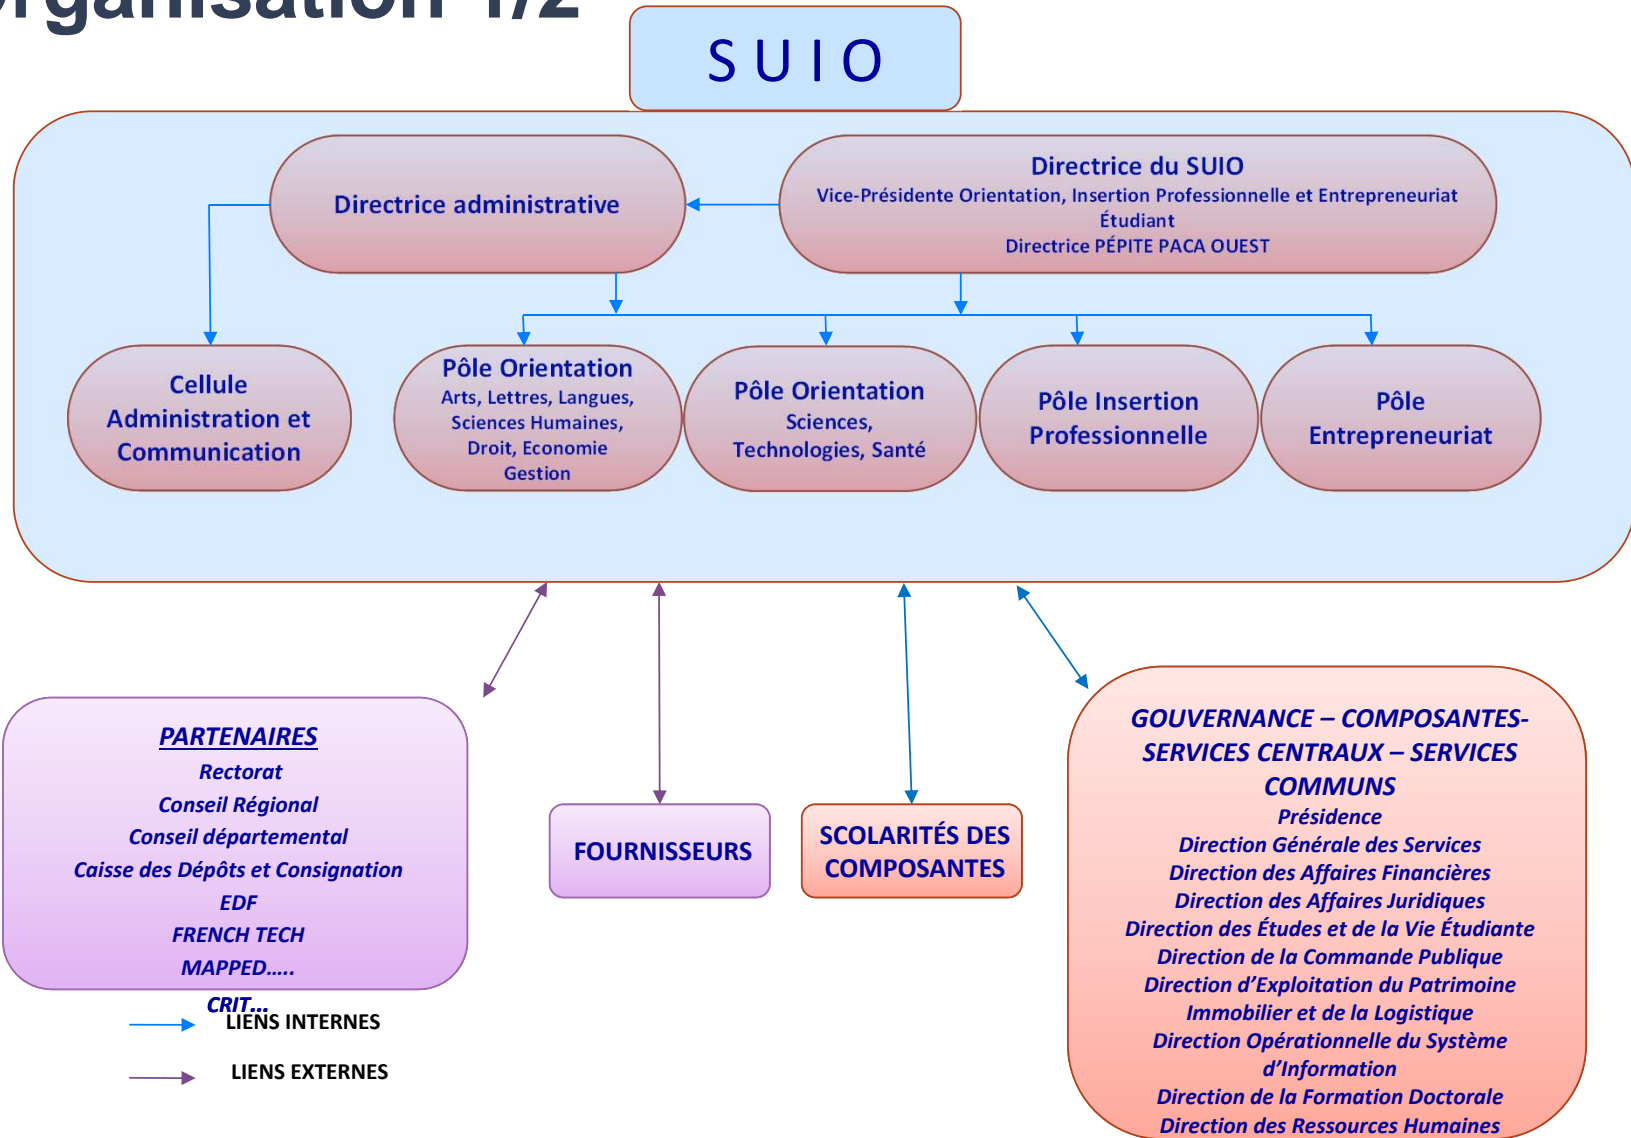 rganisation 1/2
S U I O
Directrice administrative
Directrice du SUIO
Vice-Présidente Orientation, Insertion Professionnelle et Entrepreneuriat
Étudiant
Directrice PÉPITE PACA OUEST
Cellule
Administration et
Communication
Pôle Orientation
Arts, Lettres, Langues,
Sciences Humaines,
Droit, Economie
Gestion
Pôle Orientation
Sciences,
Technologies, Santé
Pôle Insertion
Professionnelle
Pôle
Entrepreneuriat
PARTENAIRES
Rectorat
Conseil Régional
Conseil départemental
Caisse des Dépôts et Consignation
EDF
FRENCH TECH
MAPPED.....
CRIT...
FOURNISSEURS
SCOLARITÉS DES
COMPOSANTES
GOUVERNANCE – COMPOSANTES-
SERVICES CENTRAUX – SERVICES
COMMUNS
Présidence
Direction Générale des Services
Direction des Affaires Financières
Direction des Affaires Juridiques
Direction des Études et de la Vie Étudiante
Direction de la Commande Publique
Direction d’Exploitation du Patrimoine
Immobilier et de la Logistique
Direction Opérationnelle du Système
d’Information
Direction de la Formation Doctorale
Direction des Ressources Humaines
LIENS INTERNES
LIENS EXTERNES